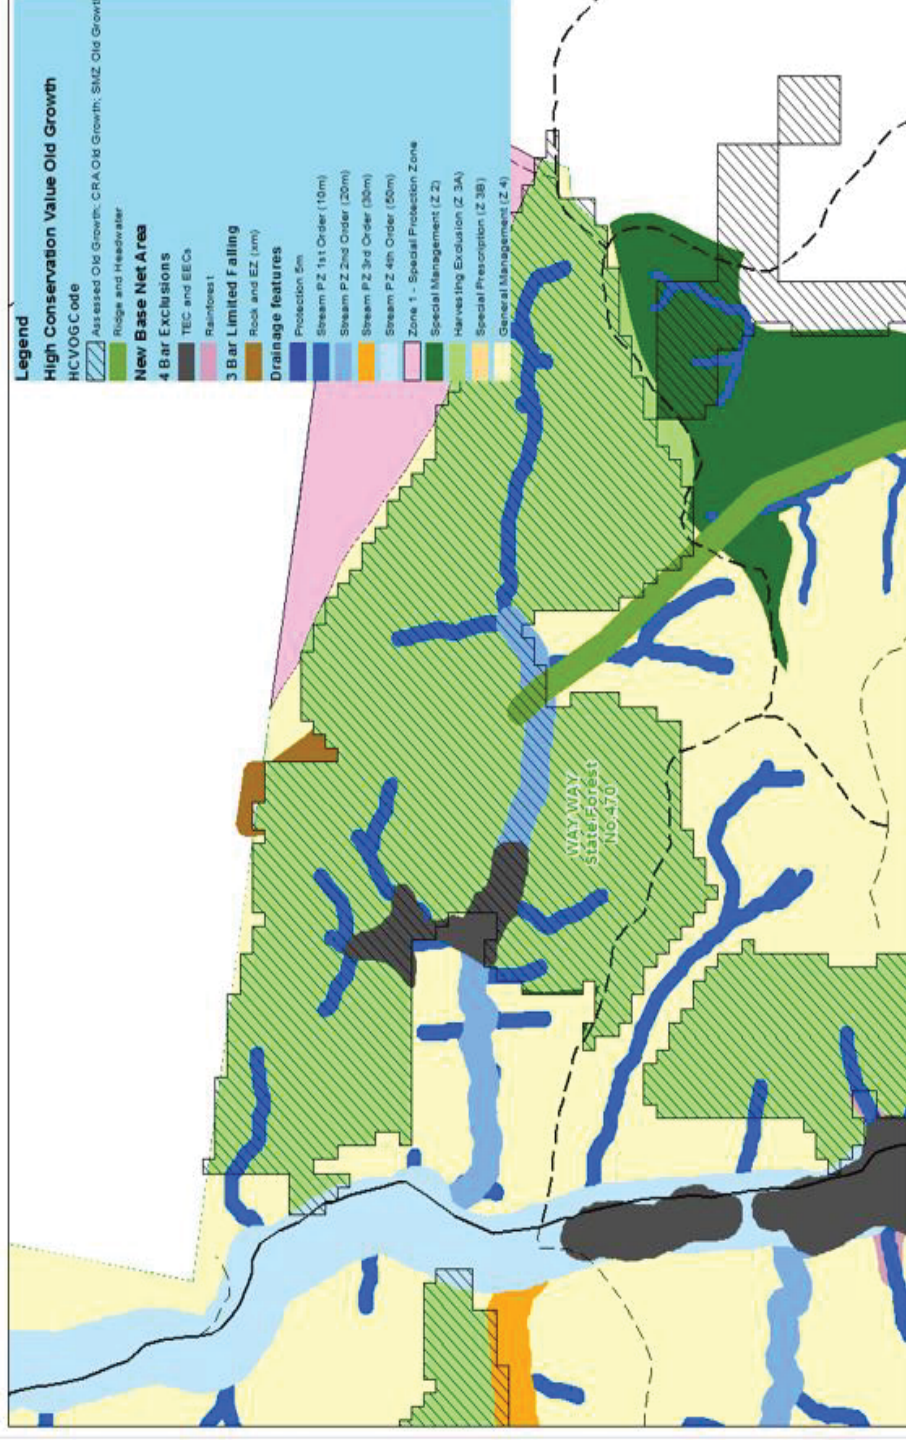 Legend
High Conservation Value Old Growth
HCVOGCode
Assessed Old Growth; CRA Old Growth; SMZ Old Growth
Ridge and Headwater
New Base Net Area
4 Bar Exclusions
TEC and EECs
Rainforest
3 Bar Limited Falling
Rock and EZ (xm)
Drainage features
Protection 5m
Stream PZ 1st Order (10m)
Stream PZ 2nd Order (20m)
Stream PZ 3rd Order (30m)
Stream PZ 4th Order (50m)
Zone 1 - Special Protection Zone
Special Management (Z 2)
Harvesting Exclusion (Z 3A)
Special Prescription (Z 3B)
General Management (Z 4)
WAY WAY
State Forest
No.470